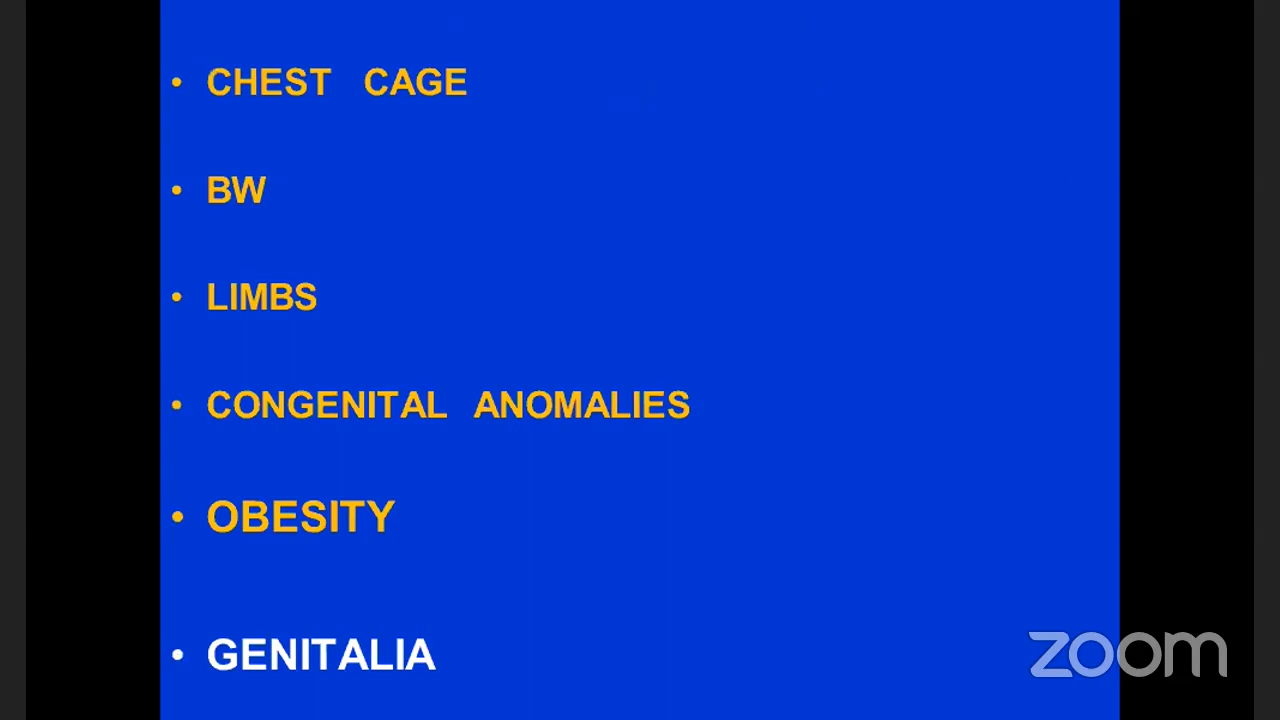 • CHEST CAGE
• BW
• LIMBS
• CONGENITAL ANOMALIES
• OBESITY
• GENITALIA
zoom